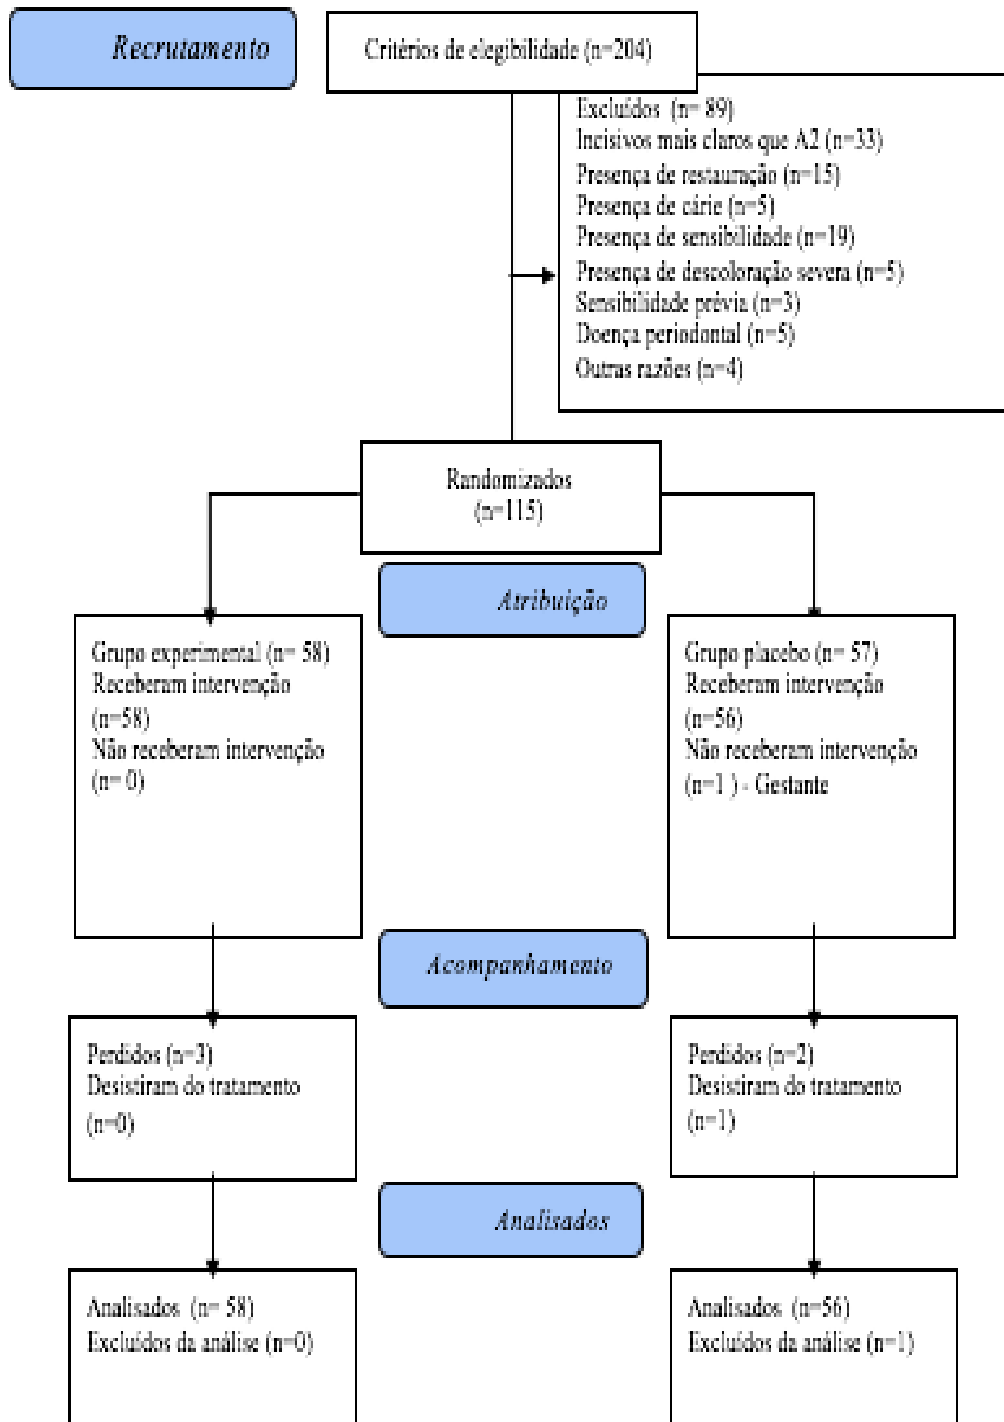 Recrutamento
Critérios de elegibilidade (n=204)
Excluídos (n= 89)
Incisivos mais claros que A2 (n=33)
Presença de restauração (n=15)
Presença de cárie (n=5)
Presença de sensibilidade (n=19)
Presença de descoloração severa (n=5)
Sensibilidade prévia (n=3)
Doença periodontal (n=5)
Outras razões (n=4)
Randomizados
(n=115)
Atribuição
Grupo experimental (n= 58)
Receberam intervenção
(n=58)
Não receberam intervenção
(n= 0)
Grupo placebo (n= 57)
Receberam intervenção
(n=56)
Não receberam intervenção
(n=1 ) - Gestante
Acompanhamento
Perdidos (n=3)
Desistiram do tratamento
(n=0)
Perdidos (n=2)
Desistiram do tratamento
(n=1)
Analisados
Analisados (n= 58)
Excluídos da análise (n=0)
Analisados (n=56)
Excluídos da análise (n=1)